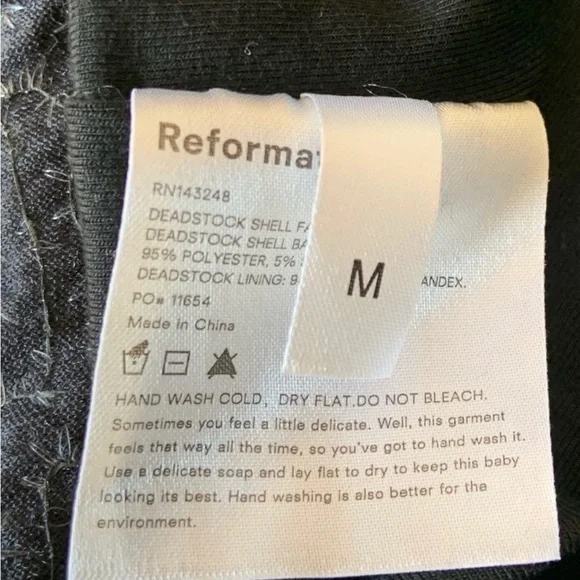 Reforma
RN143248
DEADSTOCK SHELL FA
DEADSTOCK SHELL BA
95% POLYESTER, 5%
DEADSTOCK LINING: 9 ANDEX.
M
PO# 11654
Made in China
HAND WASH COLD, DRY FLAT.DO NOT BLEACH.
Sometimes you feel a little delicate. Well, this garment
feels that way all the time, so you've got to hand wash it.
Use a delicate soap and lay flat to dry to keep this baby
looking its best. Hand washing is also better for the
environment.